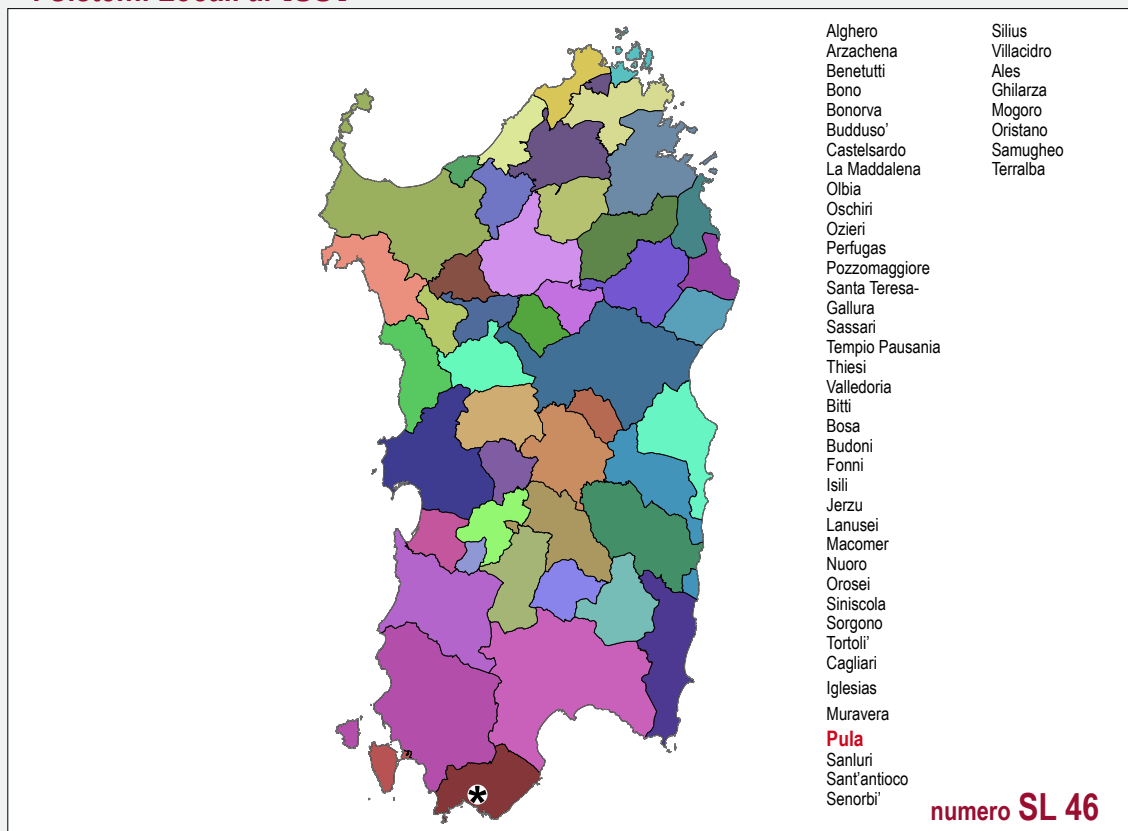 Alghero
Arzachena
Benetutti
Bono
Bonorva
Budduso’
Castelsardo
La Maddalena
Olbia
Oschiri
Ozieri
Perfugas
Pozzomaggiore
Santa Teresa-
Gallura
Sassari
Tempio Pausania
Thiesi
Valledoria
Bitti
Bosa
Budoni
Fonni
Isili
Jerzu
Lanusei
Macomer
Nuoro
Orosei
Siniscola
Sorgono
Tortoli’
Cagliari
Iglesias
Muravera
Pula
Sanluri
Sant’antioco
Senorbi’
Silius
Villacidro
Ales
Ghilarza
Mogoro
Oristano
Samugheo
Terralba
numero SL 46